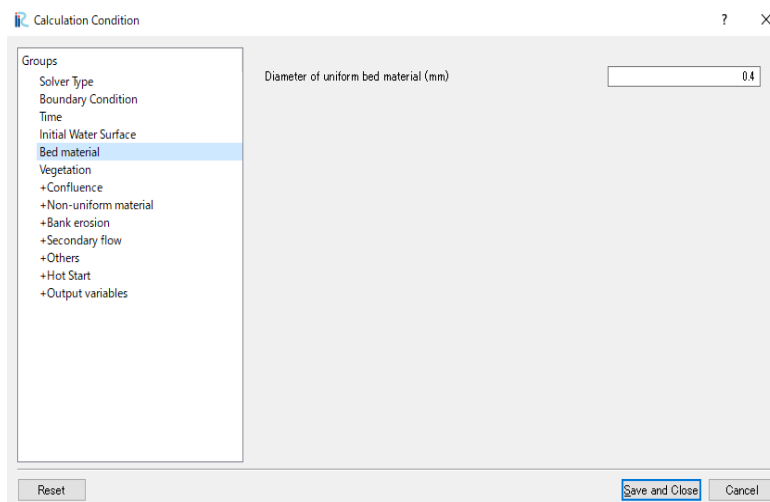 iRC Calculation Condition ? X
Groups
Solver Type
Boundary Condition
Time
Initial Water Surface
Bed material
Vegetation
+Confluence
+Non-uniform material
+Bank erosion
+Secondary flow
+Others
+Hot Start
+Output variables
Diameter of uniform bed material (mm) 0.4
Reset Save and Close Cancel